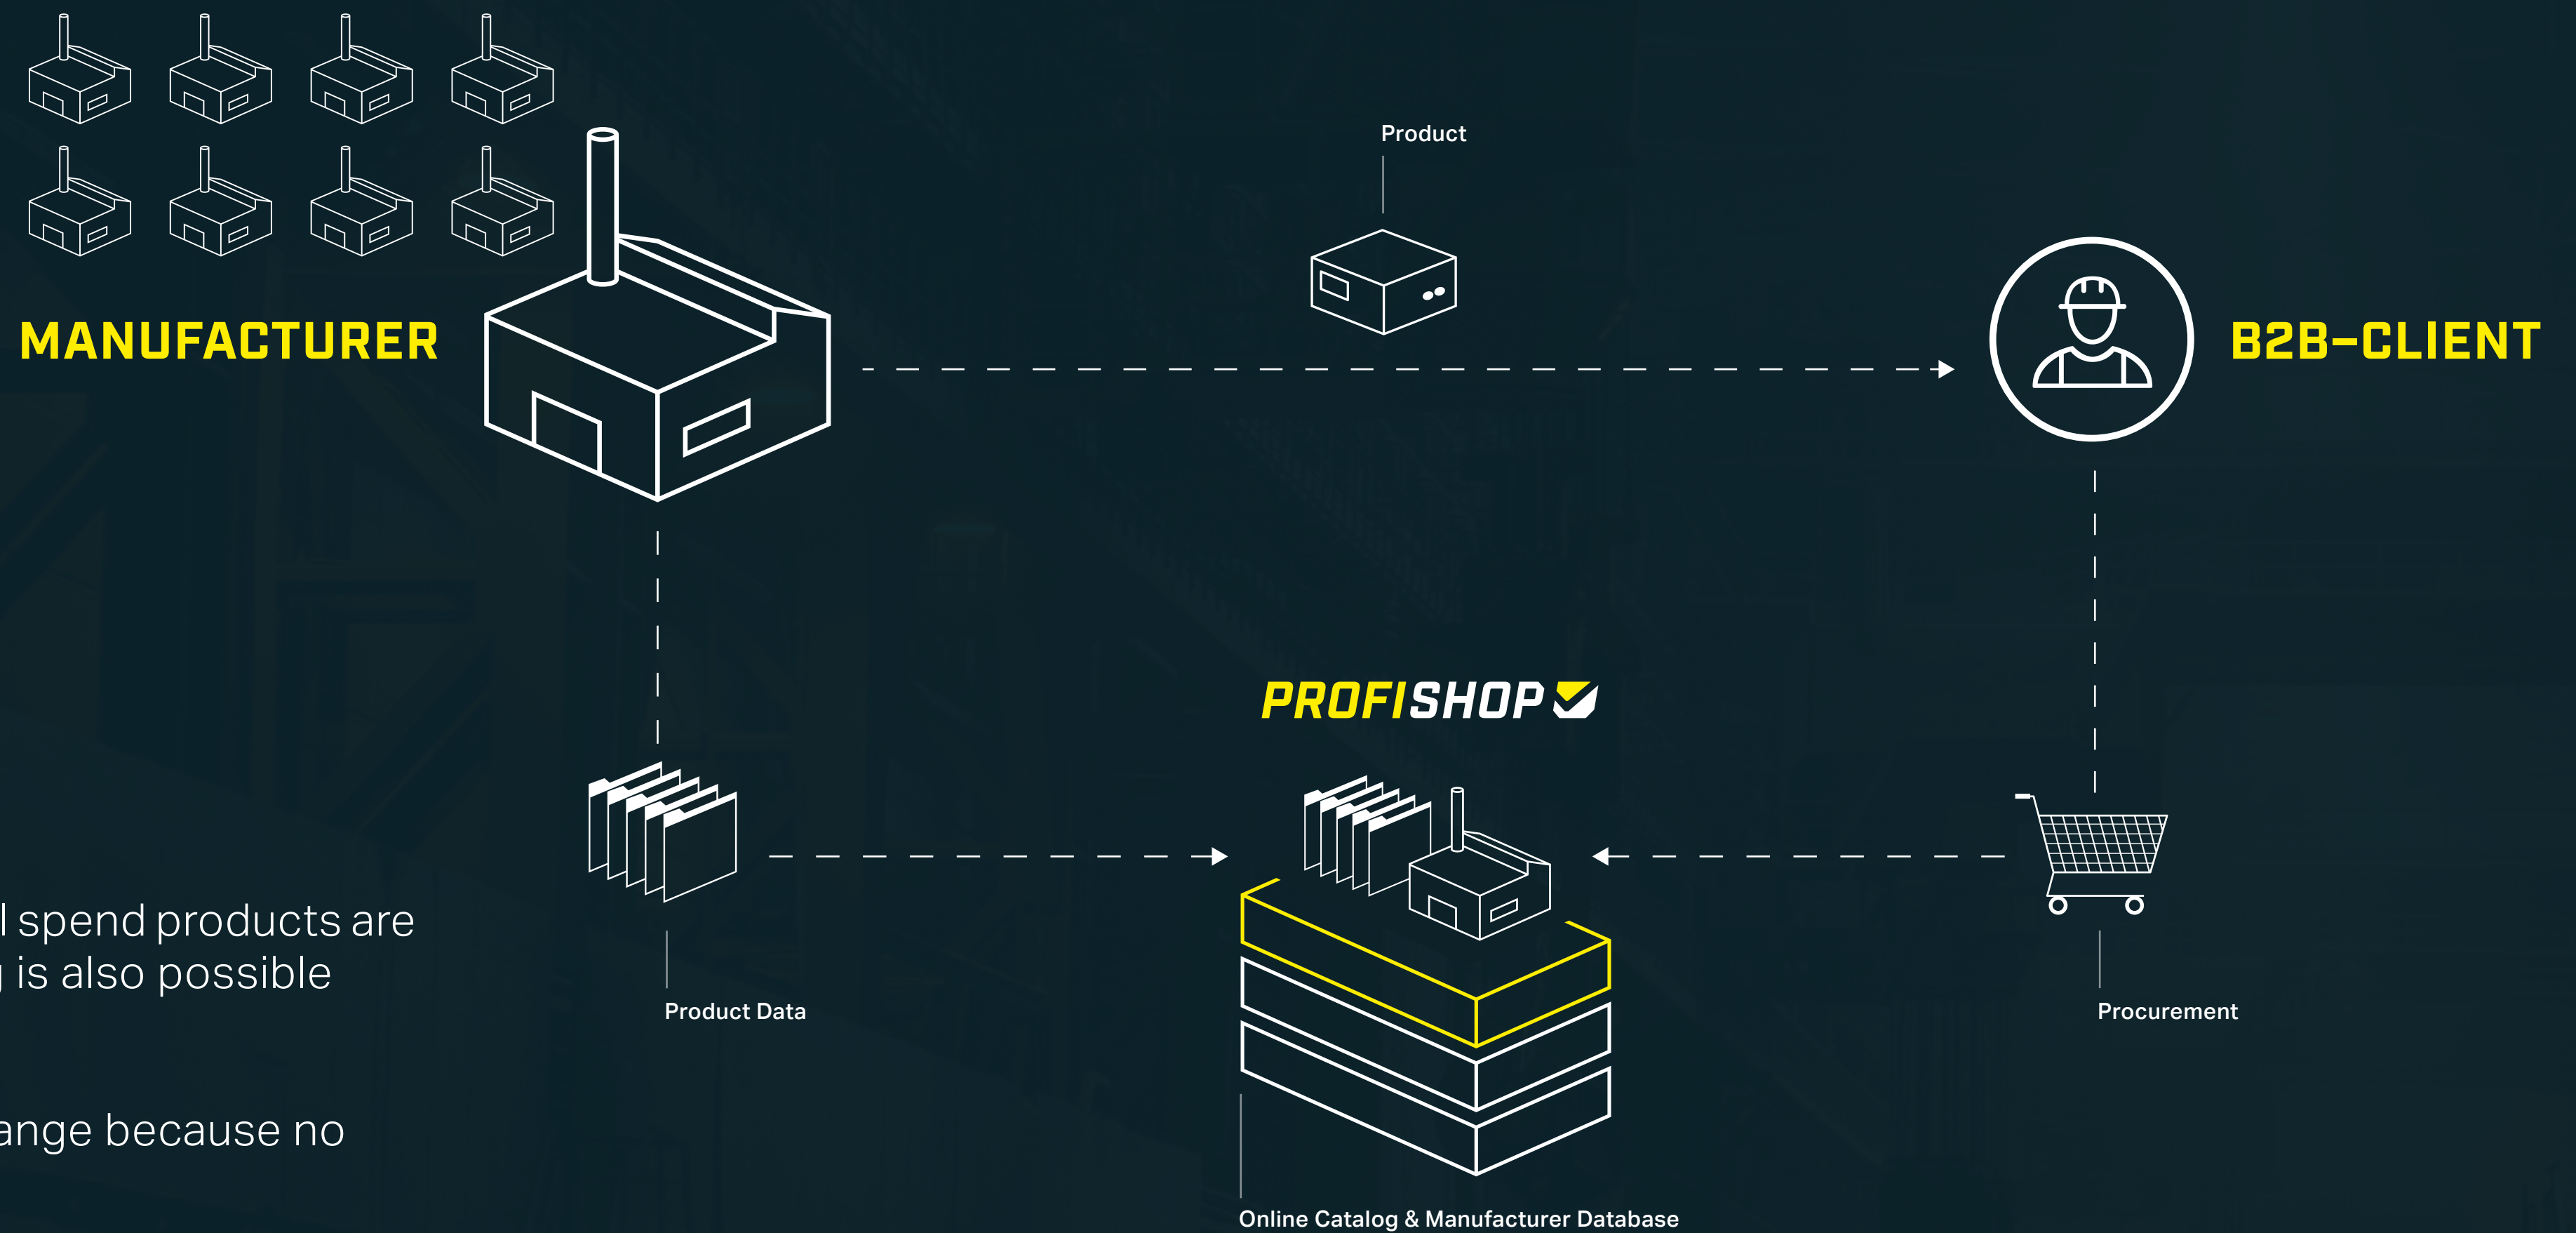 Product
MANUFACTURER
B2B-CLIENT
PROFISHOP
spend products are
is also possible
Product Data
Procurement
because no
Online Catalog & Manufacturer Database